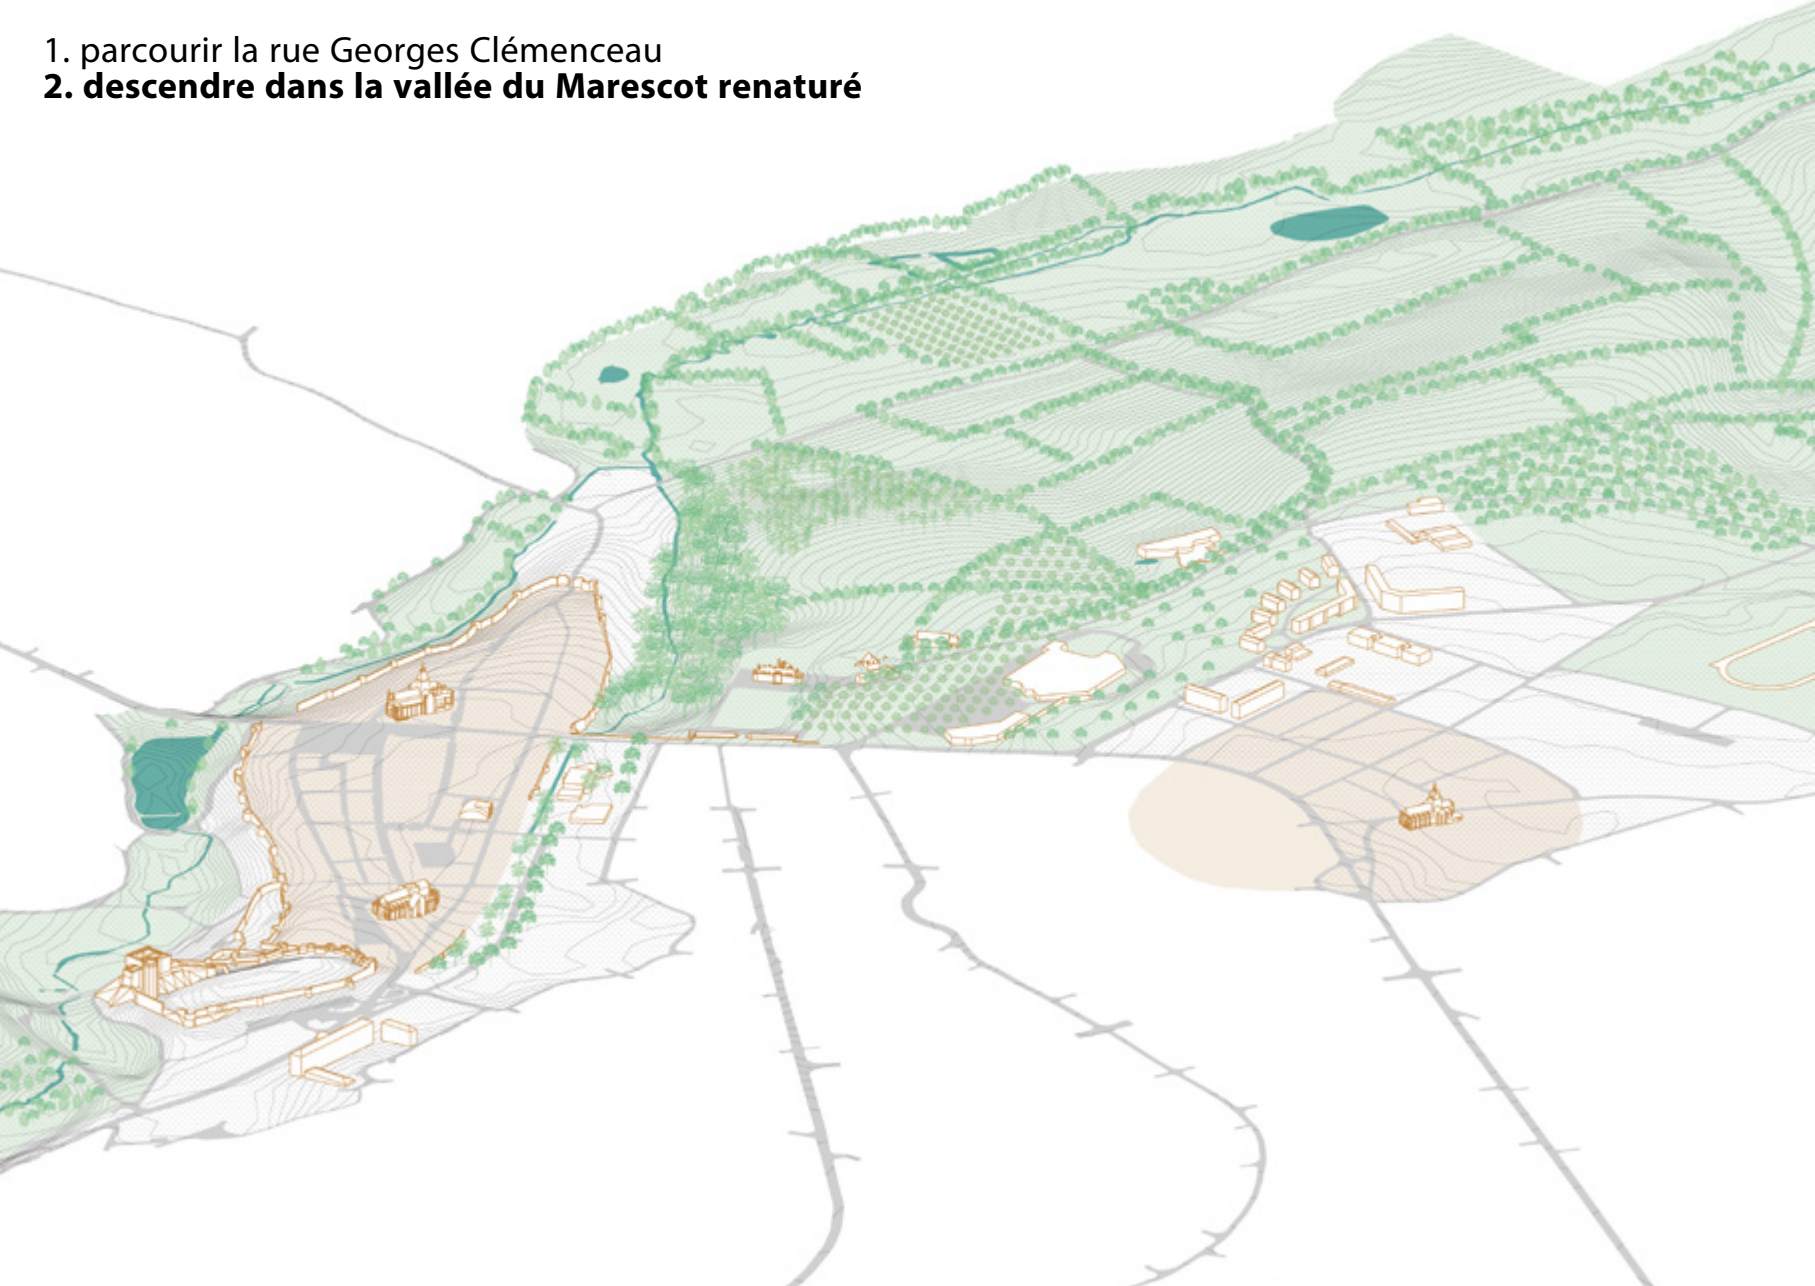 1. parcourir la rue Georges Clémenceau
2. descendre dans la vallée du Marescot renaturé